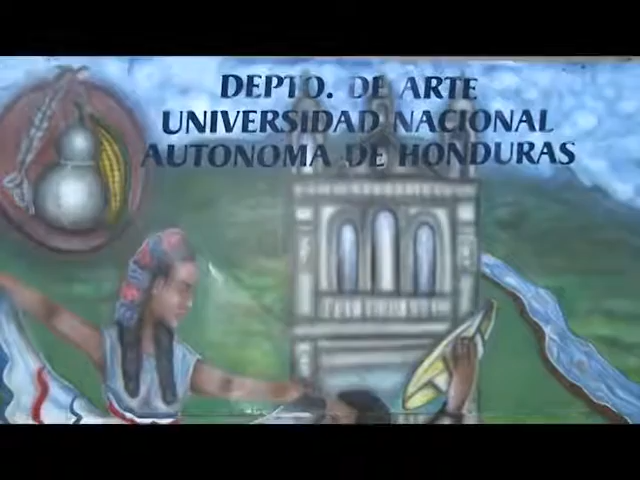 DEPTO. DE ARTE
UNIVERSIDAD NACIONAL
AUTONOMA DE HONDURAS